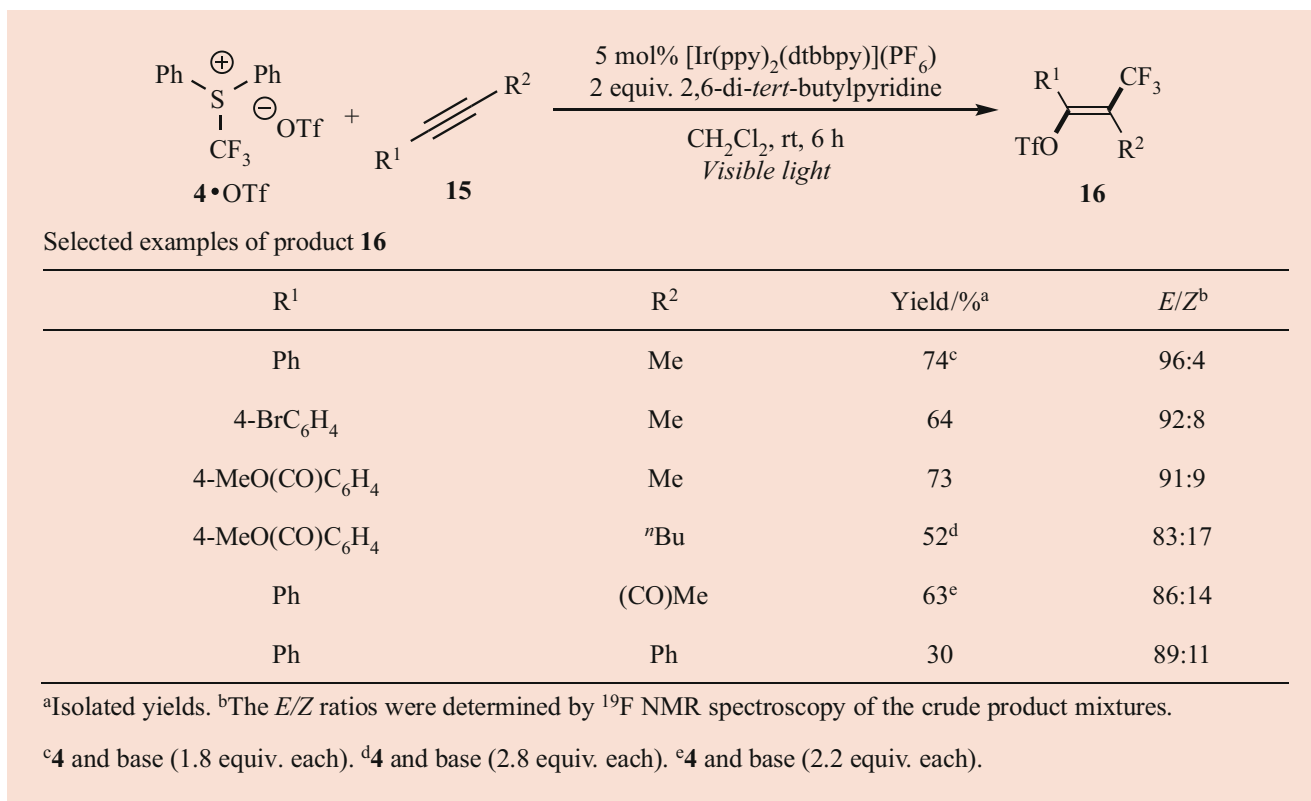 5 mol% [Ir(ppy)₂(dtbbpy)](PF₆)
2 equiv. 2,6-di-tert-butylpyridine
Ph ⊕ Ph
S
⊖OTf
CF₃
4•OTf
+
R²
R¹
15
CH₂Cl₂, rt, 6 h
Visible light
R¹ CF₃
TfO R²
16
Selected examples of product 16
R¹ R² Yield/%ᵃ E/Zᵇ
Ph Me 74ᶜ 96:4
4-BrC₆H₄ Me 64 92:8
4-MeO(CO)C₆H₄ Me 73 91:9
4-MeO(CO)C₆H₄ ⁿBu 52ᵈ 83:17
Ph (CO)Me 63ᵉ 86:14
Ph Ph 30 89:11
ᵃIsolated yields. ᵇThe E/Z ratios were determined by ¹⁹F NMR spectroscopy of the crude product mixtures.
ᶜ4 and base (1.8 equiv. each). ᵈ4 and base (2.8 equiv. each). ᵉ4 and base (2.2 equiv. each).